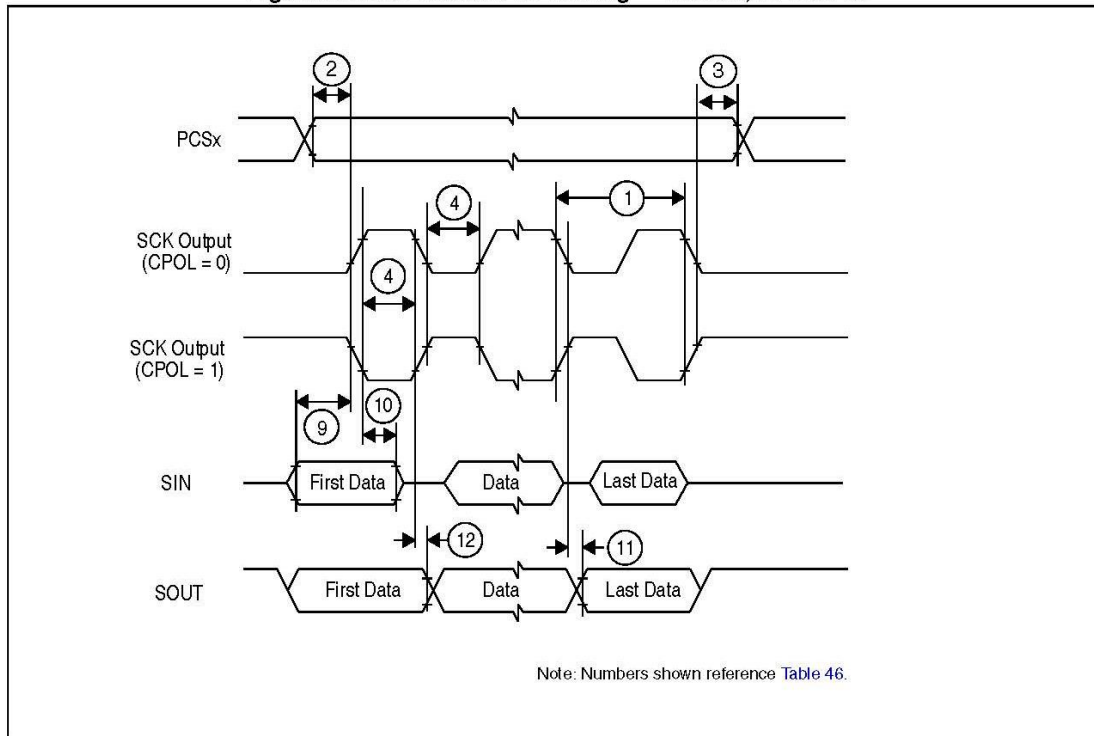 2
3
PCSx
4
1
SCK Output
(CPOL = 0)
4
SCK Output
(CPOL = 1)
10
9
SIN
First Data
Data
Last Data
12
11
SOUT
First Data
Data
Last Data
Note: Numbers shown reference Table 46.